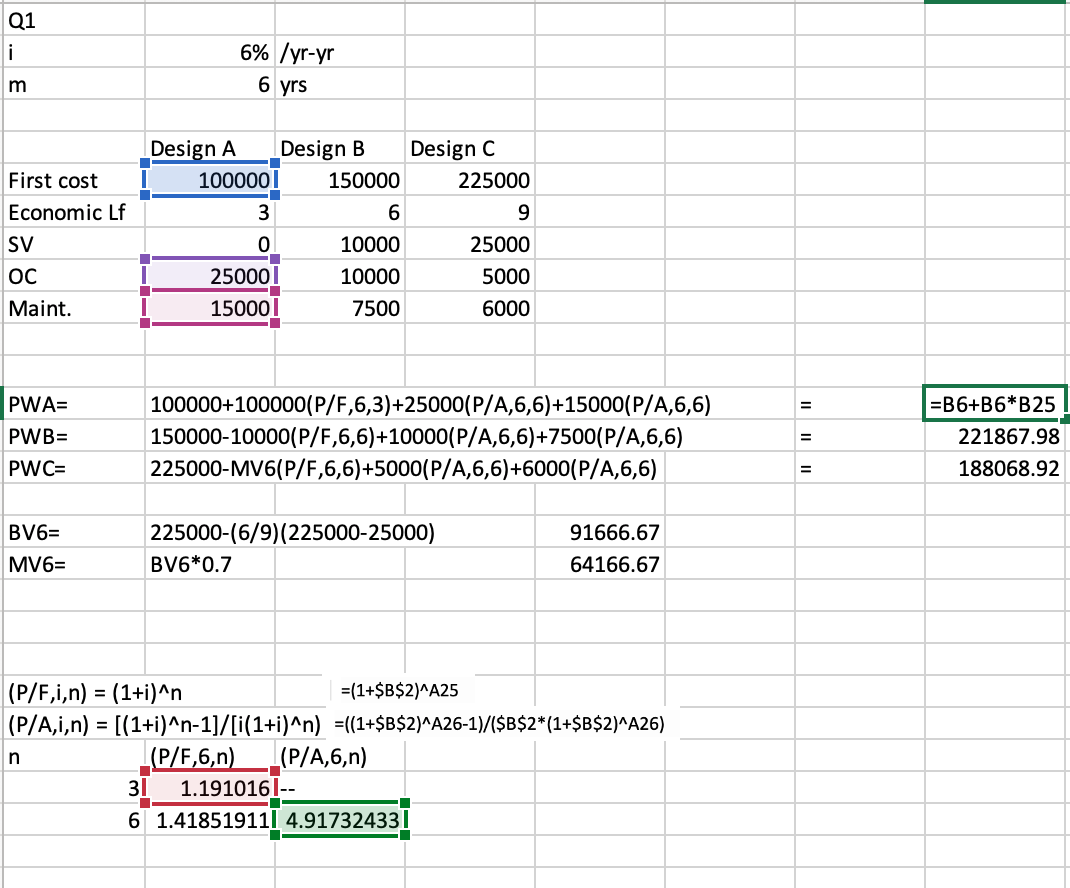 Q1
i 6% /yr-yr
m 6 yrs
Design A Design B Design C
First cost 100000 150000 225000
Economic Lf 3 6 9
SV 0 10000 25000
OC 25000 10000 5000
Maint. 15000 7500 6000
PWA= 100000+100000(P/F,6,3)+25000(P/A,6,6)+15000(P/A,6,6) = =B6+B6*B25
PWB= 150000-10000(P/F,6,6)+10000(P/A,6,6)+7500(P/A,6,6) = 221867.98
PWC= 225000-MV6(P/F,6,6)+5000(P/A,6,6)+6000(P/A,6,6) = 188068.92
BV6= 225000-(6/9)(225000-25000) 91666.67
MV6= BV6*0.7 64166.67
(P/F,i,n) = (1+i)^n =(1+$B$2)^A25
(P/A,i,n) = [(1+i)^n-1]/[i(1+i)^n) =((1+$B$2)^A26-1)/($B$2*(1+$B$2)^A26)
n (P/F,6,n) (P/A,6,n)
3 1.191016 --
6 1.41851911 4.91732433